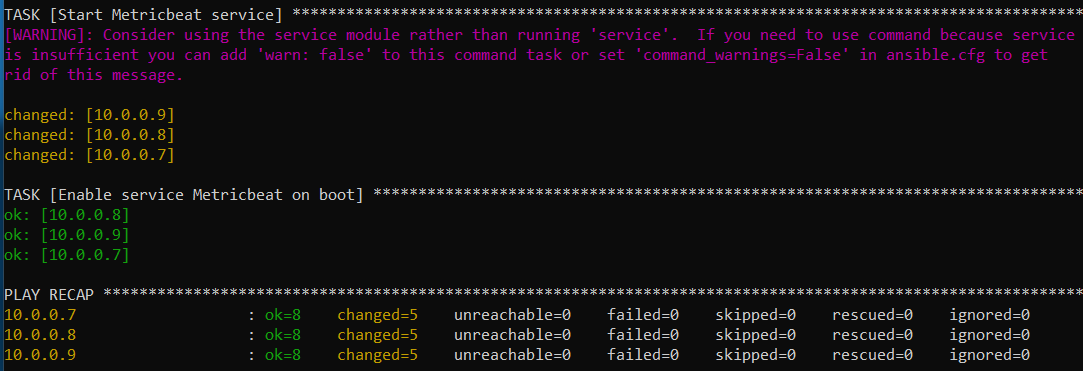 TASK [Start Metricbeat service] ****************************************************************************************
[WARNING]: Consider using the service module rather than running 'service'.  If you need to use command because service
is insufficient you can add 'warn: false' to this command task or set 'command_warnings=False' in ansible.cfg to get
rid of this message.
changed: [10.0.0.9]
changed: [10.0.0.8]
changed: [10.0.0.7]
TASK [Enable service Metricbeat on boot] *******************************************************************************
ok: [10.0.0.8]
ok: [10.0.0.9]
ok: [10.0.0.7]
PLAY RECAP *************************************************************************************************************
10.0.0.7                   : ok=8    changed=5    unreachable=0    failed=0    skipped=0    rescued=0    ignored=0
10.0.0.8                   : ok=8    changed=5    unreachable=0    failed=0    skipped=0    rescued=0    ignored=0
10.0.0.9                   : ok=8    changed=5    unreachable=0    failed=0    skipped=0    rescued=0    ignored=0